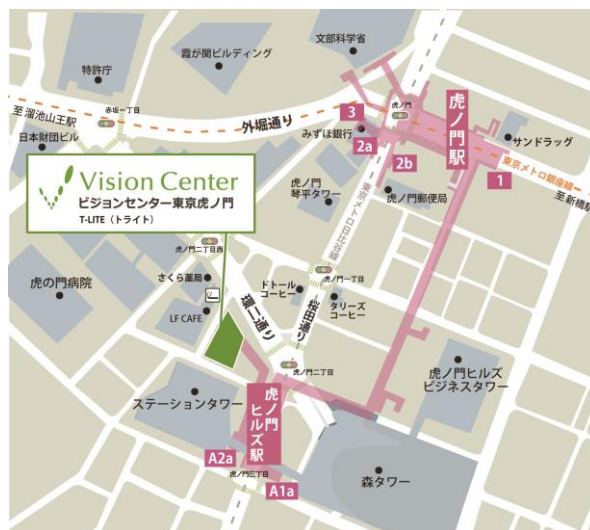 文部科学省
霞が関ビルディング
特許庁
至溜池山王駅
赤坂一丁目
日本財団ビル
外堀通り
3
虎ノ門
みずほ銀行
2a
2b
虎ノ門駅
サンドラッグ
1
東京メトロ銀座線
至新橋駅
Vision Center
ビジョンセンター東京虎ノ門
T-LITE（トライト）
虎ノ門
琴平タワー
東京メトロ日比谷線
虎ノ門郵便局
虎ノ門二丁目西
虎の門病院
さくら薬局
LF CAFE
環二通り
ドトール
コーヒー
虎ノ門一丁目
桜田通り
タリーズ
コーヒー
虎ノ門二丁目
虎ノ門ヒルズ
ビジネスタワー
ステーションタワー
虎ノ門
ヒルズ駅
A2a
虎ノ門三丁目
A1a
森タワー